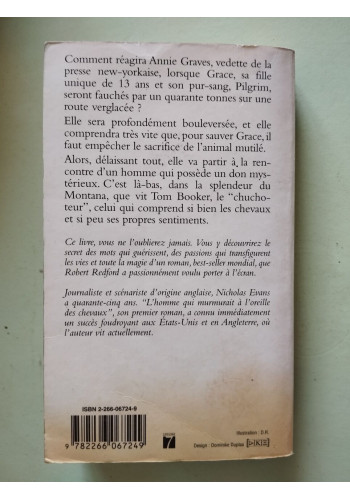 Comment réagira Annie Graves, vedette de la
presse new-yorkaise, lorsque Grace, sa fille
unique de 13 ans et son pur-sang, Pilgrim,
seront fauchés par un quarante tonnes sur une
route verglacée ?
Elle sera profondément bouleversée, et elle
comprendra très vite que, pour sauver Grace, il
faut empêcher le sacrifice de l'animal mutilé.
Alors, délaissant tout, elle va partir à la ren-
contre d'un homme qui possède un don mys-
térieux. C'est là-bas, dans la splendeur du
Montana, que vit Tom Booker, le "chucho-
teur", celui qui comprend si bien les chevaux
et si peu ses propres sentiments.
Ce livre, vous ne l'oublierez jamais. Vous y découvrirez le
secret des mots qui guérissent, des passions qui transfigurent
les vies et toute la magie d'un roman, best-seller mondial, que
Robert Redford a passionnément voulu porter à l'écran.
Journaliste et scénariste d'origine anglaise, Nicholas Evans
a quarante-cinq ans. "L'homme qui murmurait à l'oreille
des chevaux", son premier roman, a connu immédiatement
un succès foudroyant aux États-Unis et en Angleterre, où
l'auteur vit actuellement.
ISBN 2-266-06724-9
9 782266 067249
7
Illustration : D.R.
Design :